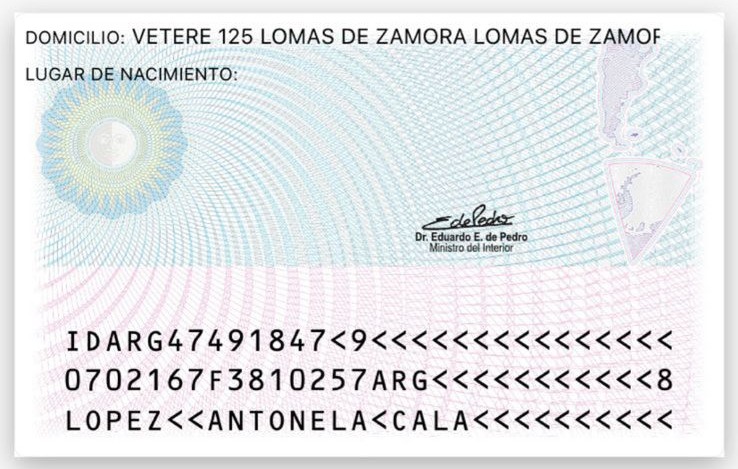 DOMICILIO: VETERE 125 LOMAS DE ZAMORA LOMAS DE ZAMOF
LUGAR DE NACIMIENTO:
EdePedro
Dr. Eduardo E. de Pedro
Ministro del Interior
IDARG47491847<9<<<<<<<<<<<<<<<
0702167F3810257ARG<<<<<<<<<<<8
LOPEZ<<ANTONELA<CALA<<<<<<<<<<